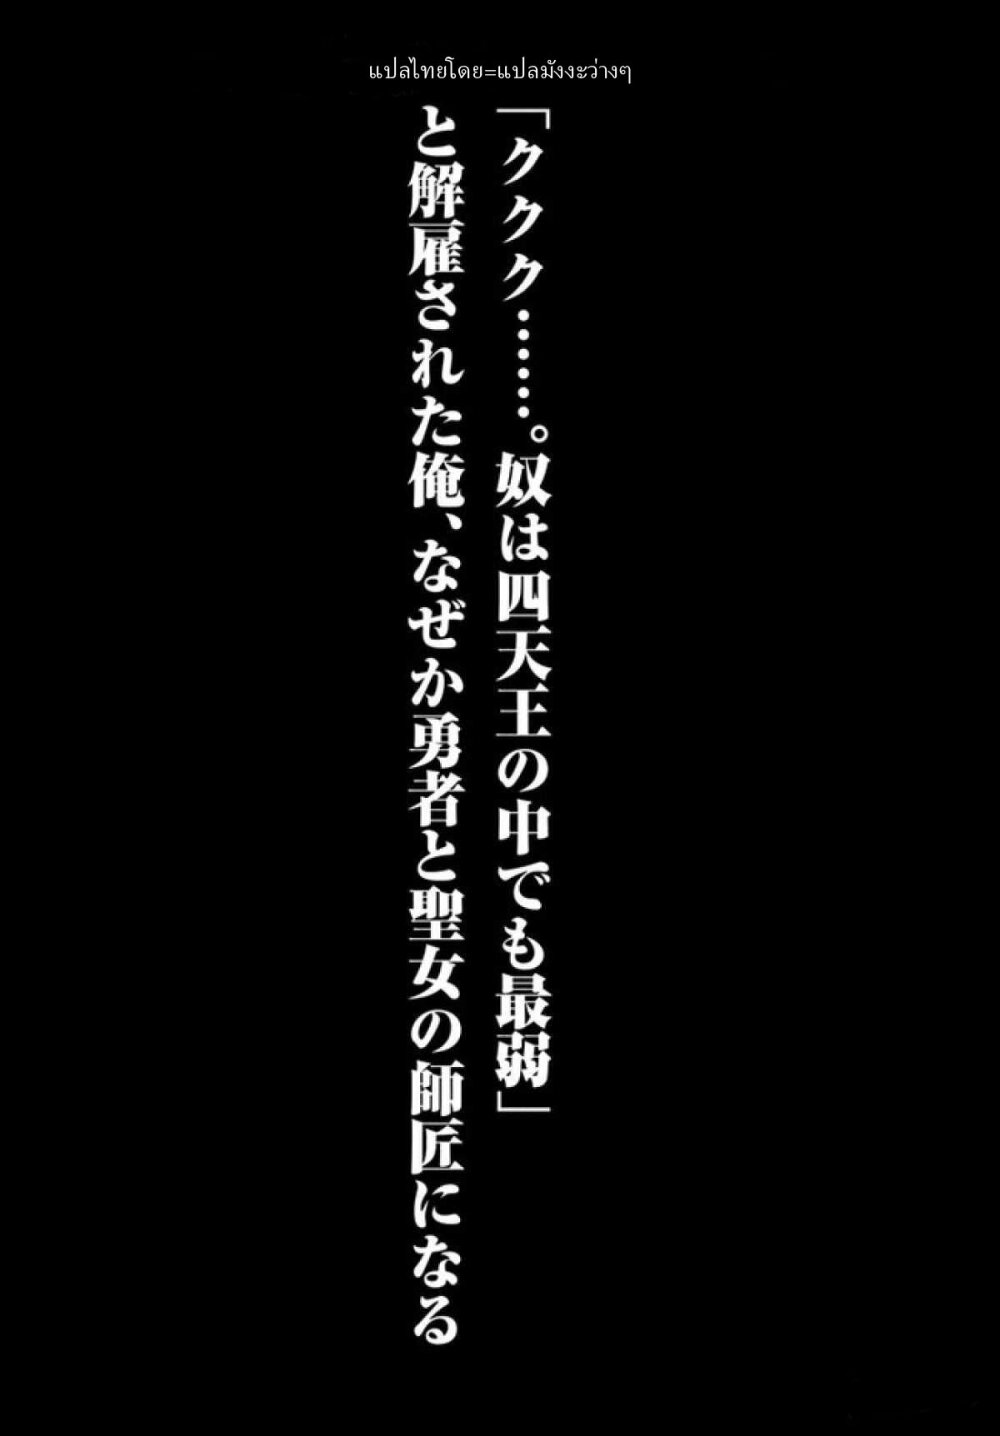 แปลไทยโดย=แปลมังงะว่างๆ
「ククク……。奴は四天王の中でも最弱」
と解雇された俺、なぜか勇者と聖女の師匠になる